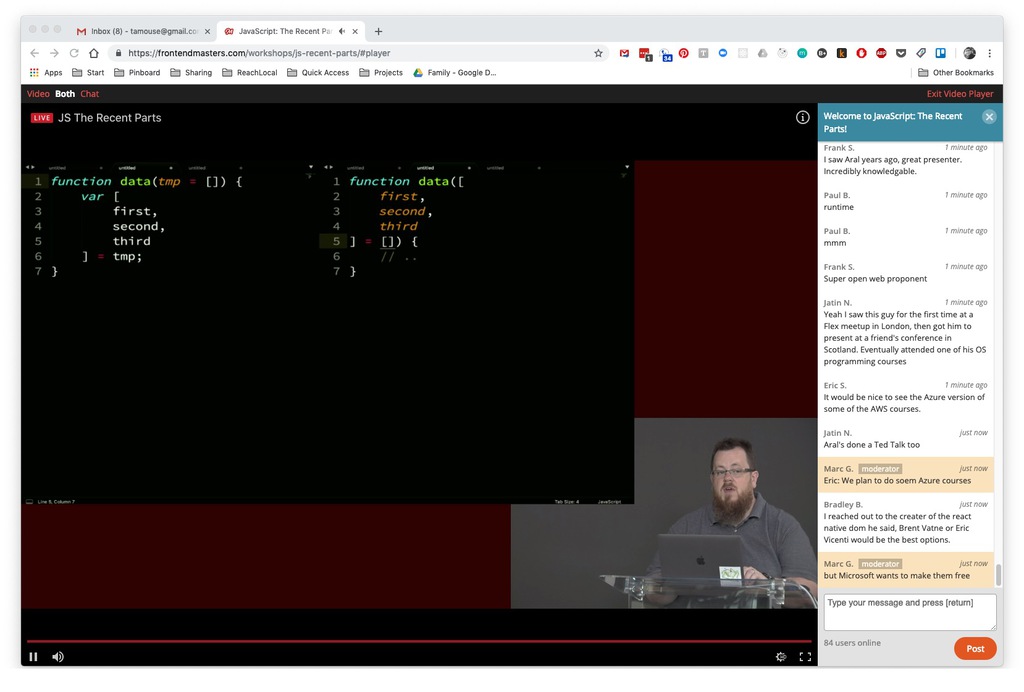 Inbox (8) - tamouse@gmail.co
JavaScript: The Recent Pa
https://frontendmasters.com/workshops/js-recent-parts/#player
Apps Start Pinboard Sharing ReachLocal Quick Access Projects Family - Google D... Other Bookmarks
Video Both Chat Exit Video Player
LIVE JS The Recent Parts
untitled untitled untitled
1 function data(tmp = []) {
2 var [
3 first,
4 second,
5 third
6 ] = tmp;
7 }
Line 5, Column 7
untitled untitled untitled
1 function data([
2 first,
3 second,
4 third
5 ] = []) {
6 // ..
7 }
Tab Size: 4 JavaScript
Welcome to JavaScript: The Recent
Parts!
Frank S. 1 minute ago
I saw Aral years ago, great presenter.
Incredibly knowledgable.
Paul B. 1 minute ago
runtime
Paul B. 1 minute ago
mmm
Frank S. 1 minute ago
Super open web proponent
Jatin N. 1 minute ago
Yeah I saw this guy for the first time at a
Flex meetup in London, then got him to
present at a friend's conference in
Scotland. Eventually attended one of his OS
programming courses
Eric S. 1 minute ago
It would be nice to see the Azure version of
some of the AWS courses.
Jatin N. just now
Aral's done a Ted Talk too
Marc G. moderator just now
Eric: We plan to do soem Azure courses
Bradley B. just now
I reached out to the creater of the react
native dom he said, Brent Vatne or Eric
Vicenti would be the best options.
Marc G. moderator just now
but Microsoft wants to make them free
Type your message and press [return]
84 users online
Post